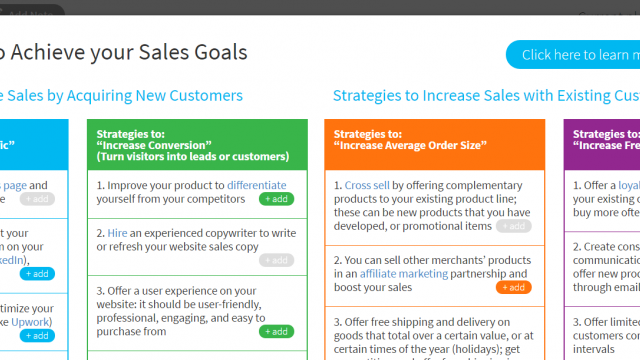 Add Note
o Achieve your Sales Goals
Click here to learn m
e Sales by Acquiring New Customers
Strategies to Increase Sales with Existing Cust
ic”
s page and
e
+ add
t your
m on your
kedIn),
+ add
timize your
ke Upwork)
+ add
Strategies to:
“Increase Conversion”
(Turn visitors into leads or customers)
1. Improve your product to differentiate
yourself from your competitors
+ add
2. Hire an experienced copywriter to write
or refresh your website sales copy
+ add
3. Offer a user experience on your
website: it should be user-friendly,
professional, engaging, and easy to
purchase from
+ add
Strategies to:
“Increase Average Order Size”
1. Cross sell by offering complementary
products to your existing product line;
these can be new products that you have
developed, or promotional items
+ add
2. You can sell other merchants’ products
in an affiliate marketing partnership and
boost your sales
+ add
3. Offer free shipping and delivery on
goods that total over a certain value, or at
certain times of the year (holidays); get
Strategies to:
“Increase Fre
1. Offer a loyal
your existing c
buy more ofte
2. Create cons
communicatio
offer new prod
through email
3. Offer limited
customers co
intervals